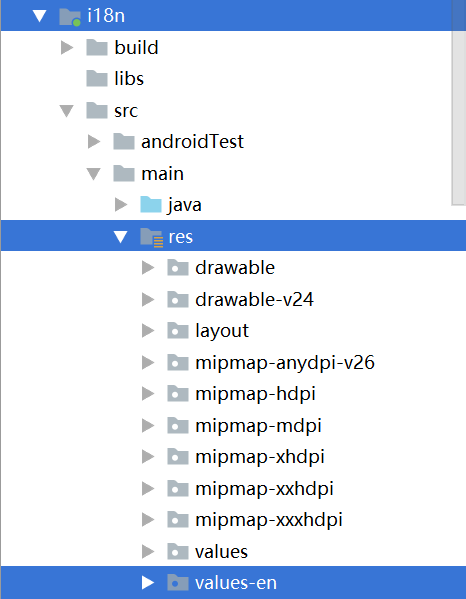 i18n
build
libs
src
androidTest
main
java
res
drawable
drawable-v24
layout
mipmap-anydpi-v26
mipmap-hdpi
mipmap-mdpi
mipmap-xhdpi
mipmap-xxhdpi
mipmap-xxxhdpi
values
values-en